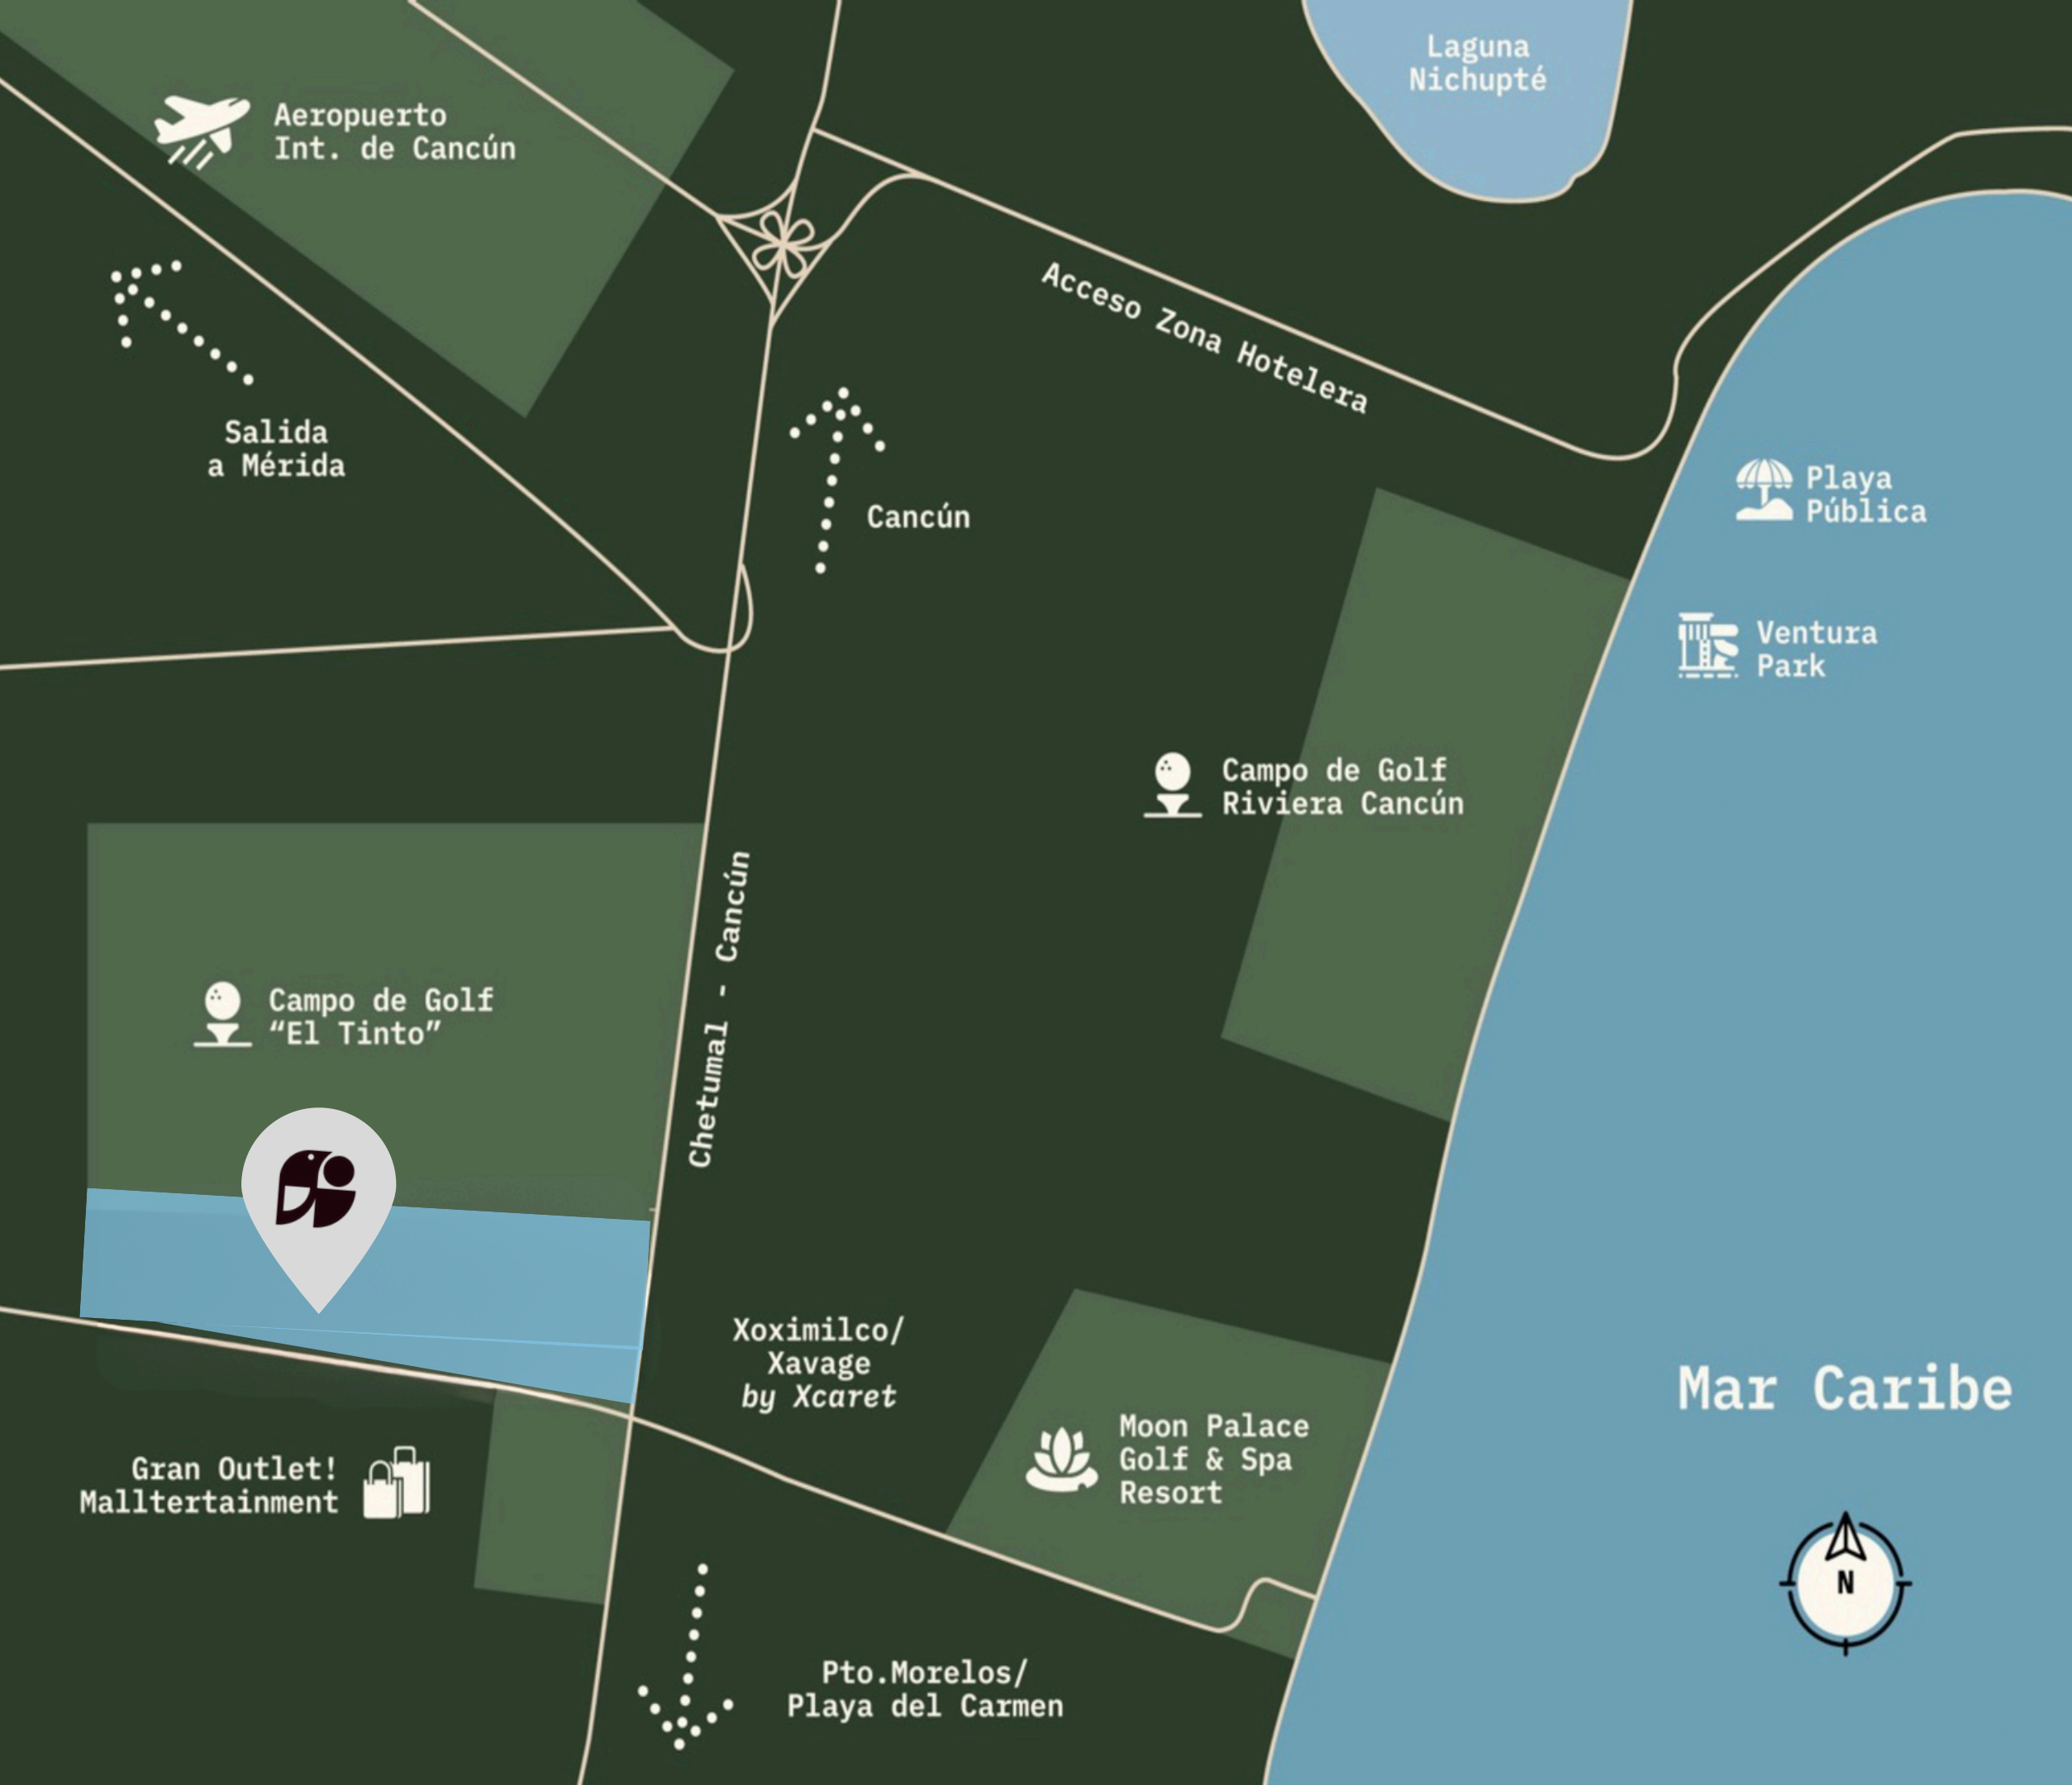 Laguna
Nichupté
Aeropuerto
Int. de Cancún
Acceso Zona Hotelera
Salida
a Mérida
Cancún
Playa
Pública
Ventura
Park
Campo de Golf
Riviera Cancún
Chetumal - Cancún
Campo de Golf
“El Tinto”
Xoximilco/
Xavage
by Xcaret
Mar Caribe
Moon Palace
Golf & Spa
Resort
Gran Outlet!
Malltertainment
N
Pto.Morelos/
Playa del Carmen